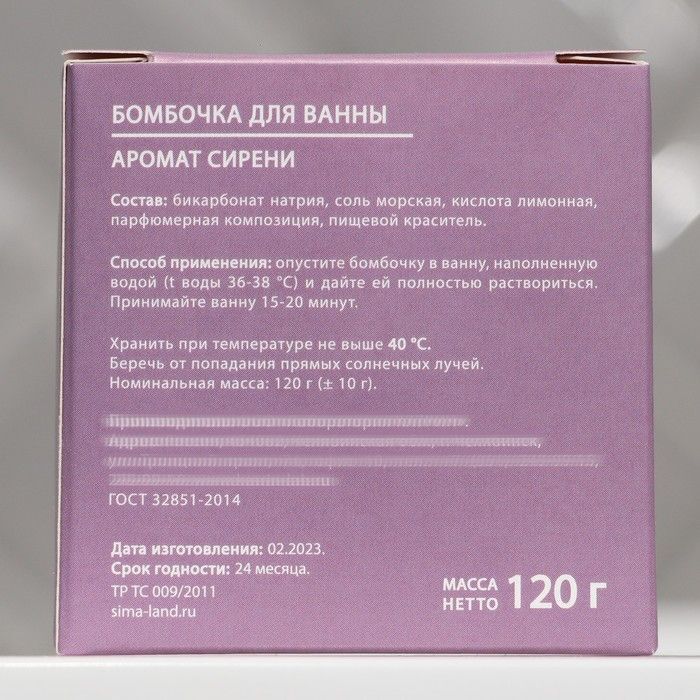 БОМБОЧКА ДЛЯ ВАННЫ
АРОМАТ СИРЕНИ
Состав: бикарбонат натрия, соль морская, кислота лимонная,
парфюмерная композиция, пищевой краситель.
Способ применения: опустите бомбочку в ванну, наполненную
водой (t воды 36-38 °C) и дайте ей полностью раствориться.
Принимайте ванну 15-20 минут.
Хранить при температуре не выше 40 °C.
Беречь от попадания прямых солнечных лучей.
Номинальная масса: 120 г (± 10 г).
ГОСТ 32851-2014
Дата изготовления: 02.2023.
Срок годности: 24 месяца.
ТР ТС 009/2011
sima-land.ru
МАССА
НЕТТО 120 г